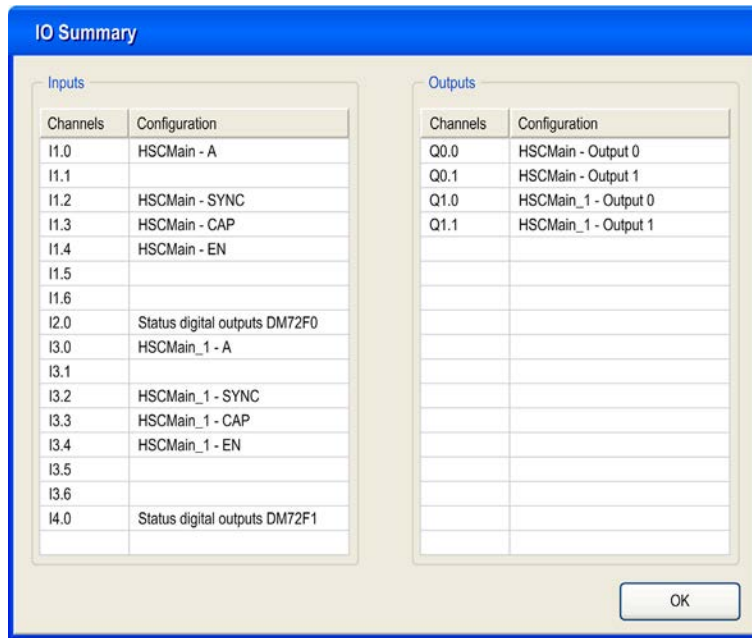 IO Summary
Inputs
Channels Configuration
I1.0 HSCMain - A
I1.1
I1.2 HSCMain - SYNC
I1.3 HSCMain - CAP
I1.4 HSCMain - EN
I1.5
I1.6
I2.0 Status digital outputs DM72F0
I3.0 HSCMain_1 - A
I3.1
I3.2 HSCMain_1 - SYNC
I3.3 HSCMain_1 - CAP
I3.4 HSCMain_1 - EN
I3.5
I3.6
I4.0 Status digital outputs DM72F1
Outputs
Channels Configuration
Q0.0 HSCMain - Output 0
Q0.1 HSCMain - Output 1
Q1.0 HSCMain_1 - Output 0
Q1.1 HSCMain_1 - Output 1
OK